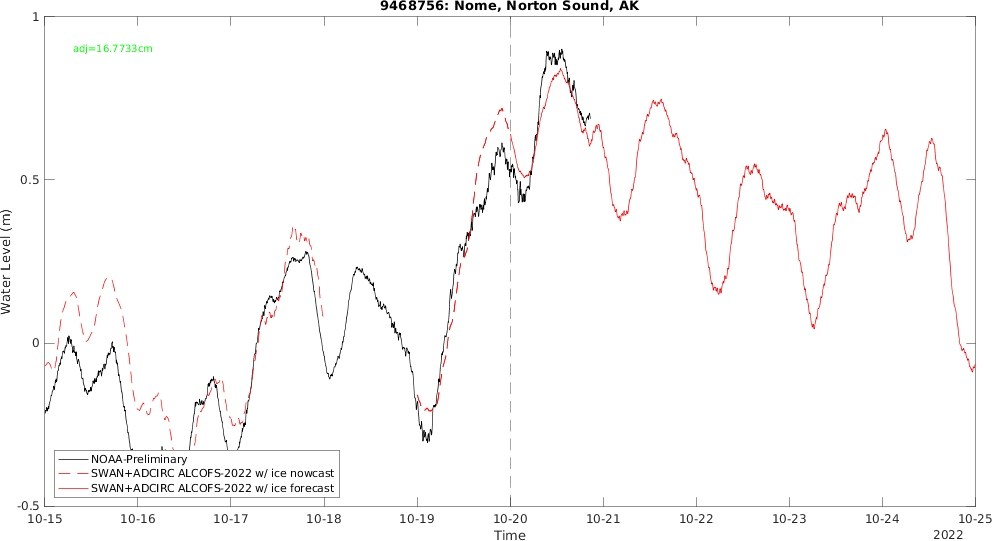 9468756: Nome, Norton Sound, AK
adj=16.7733cm
1
0.5
0
-0.5
Water Level (m)
NOAA-Preliminary
SWAN+ADCIRC ALCOFS-2022 w/ ice nowcast
SWAN+ADCIRC ALCOFS-2022 w/ ice forecast
10-15 10-16 10-17 10-18 10-19 10-20 10-21 10-22 10-23 10-24 10-25
Time
2022